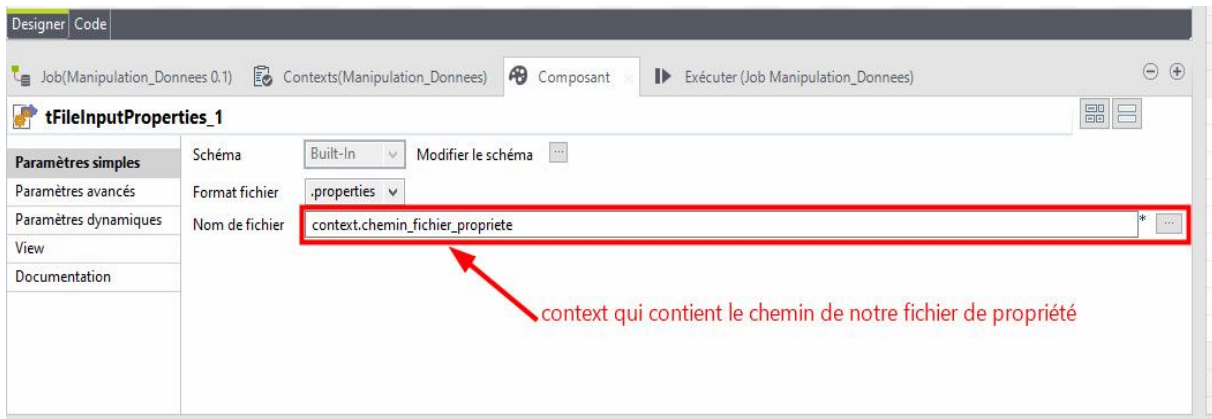 Designer Code
Job(Manipulation_Donnees 0.1) Contexts(Manipulation_Donnees) Composant Exécuter (Job Manipulation_Donnees)
tFileInputProperties_1
Paramètres simples
Paramètres avancés
Paramètres dynamiques
View
Documentation
Schéma Built-In Modifier le schéma ...
Format fichier .properties
Nom de fichier context.chemin_fichier_propriete * ...
context qui contient le chemin de notre fichier de propriété